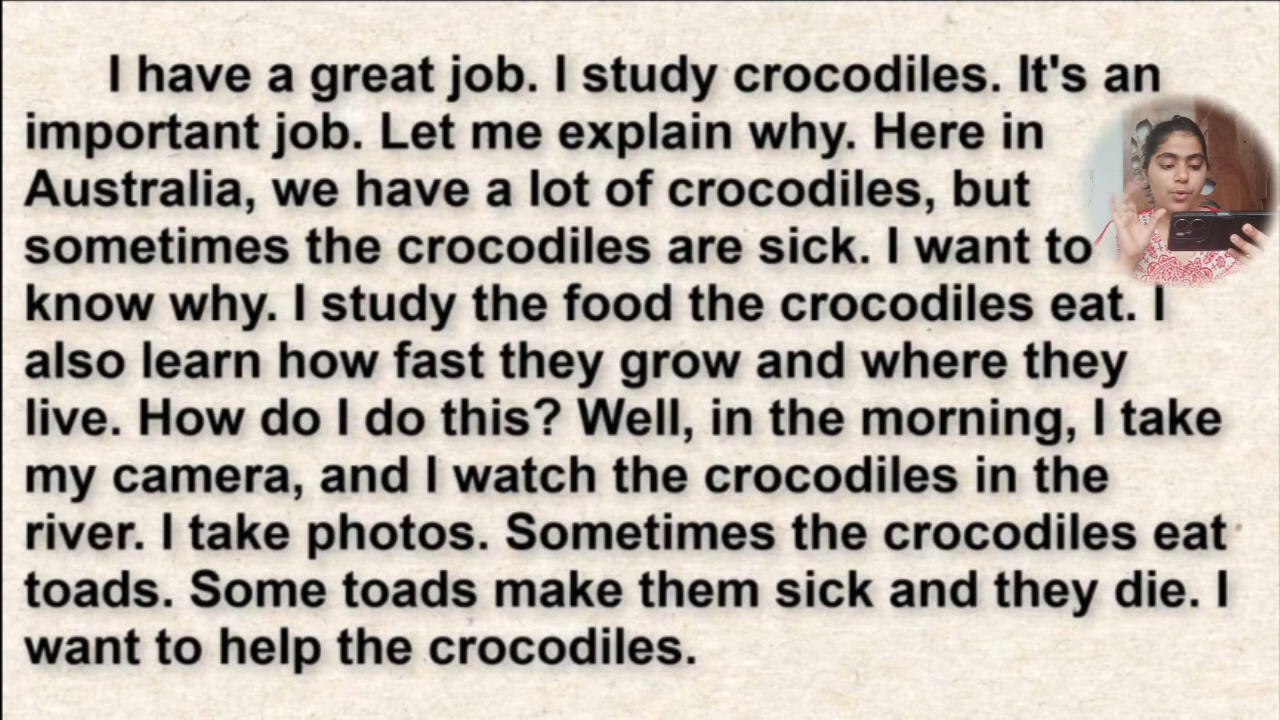 I have a great job. I study crocodiles. It's an
important job. Let me explain why. Here in
Australia, we have a lot of crocodiles, but
sometimes the crocodiles are sick. I want to
know why. I study the food the crocodiles eat. I
also learn how fast they grow and where they
live. How do I do this? Well, in the morning, I take
my camera, and I watch the crocodiles in the
river. I take photos. Sometimes the crocodiles eat
toads. Some toads make them sick and they die. I
want to help the crocodiles.